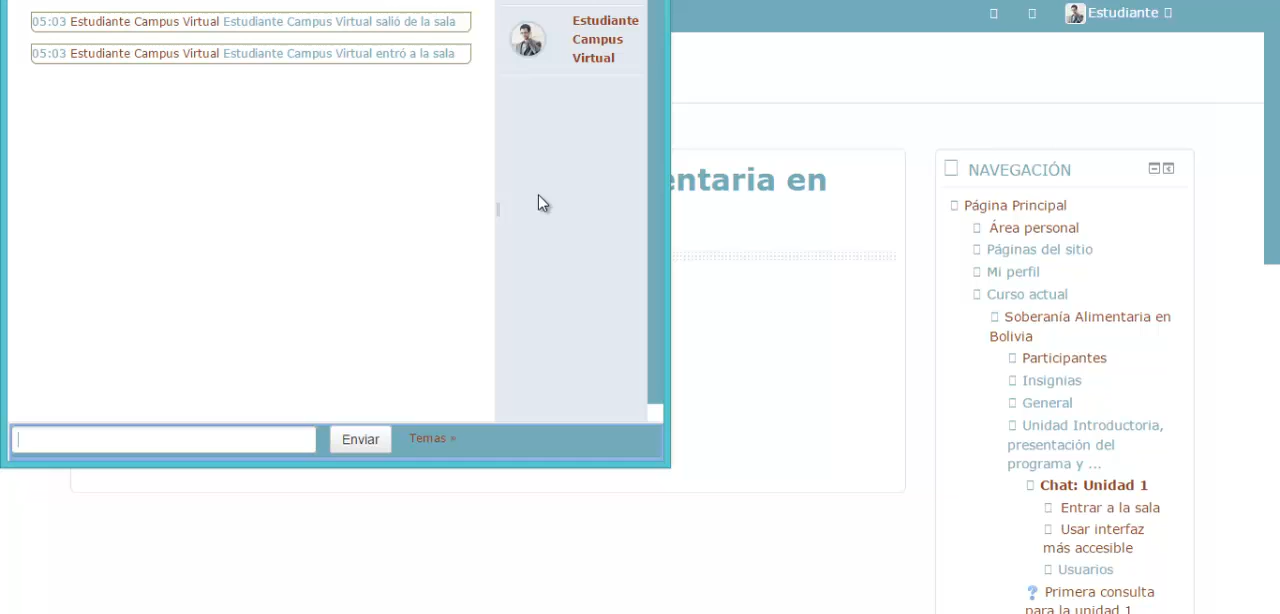 05:03 Estudiante Campus Virtual Estudiante Campus Virtual salió de la sala
05:03 Estudiante Campus Virtual Estudiante Campus Virtual entró a la sala
Estudiante
Campus
Virtual
Enviar
Temas »
Estudiante
entaria en
NAVEGACIÓN
Página Principal
Área personal
Páginas del sitio
Mi perfil
Curso actual
Soberanía Alimentaria en
Bolivia
Participantes
Insignias
General
Unidad Introductoria,
presentación del
programa y ...
Chat: Unidad 1
Entrar a la sala
Usar interfaz
más accesible
Usuarios
Primera consulta
para la unidad 1